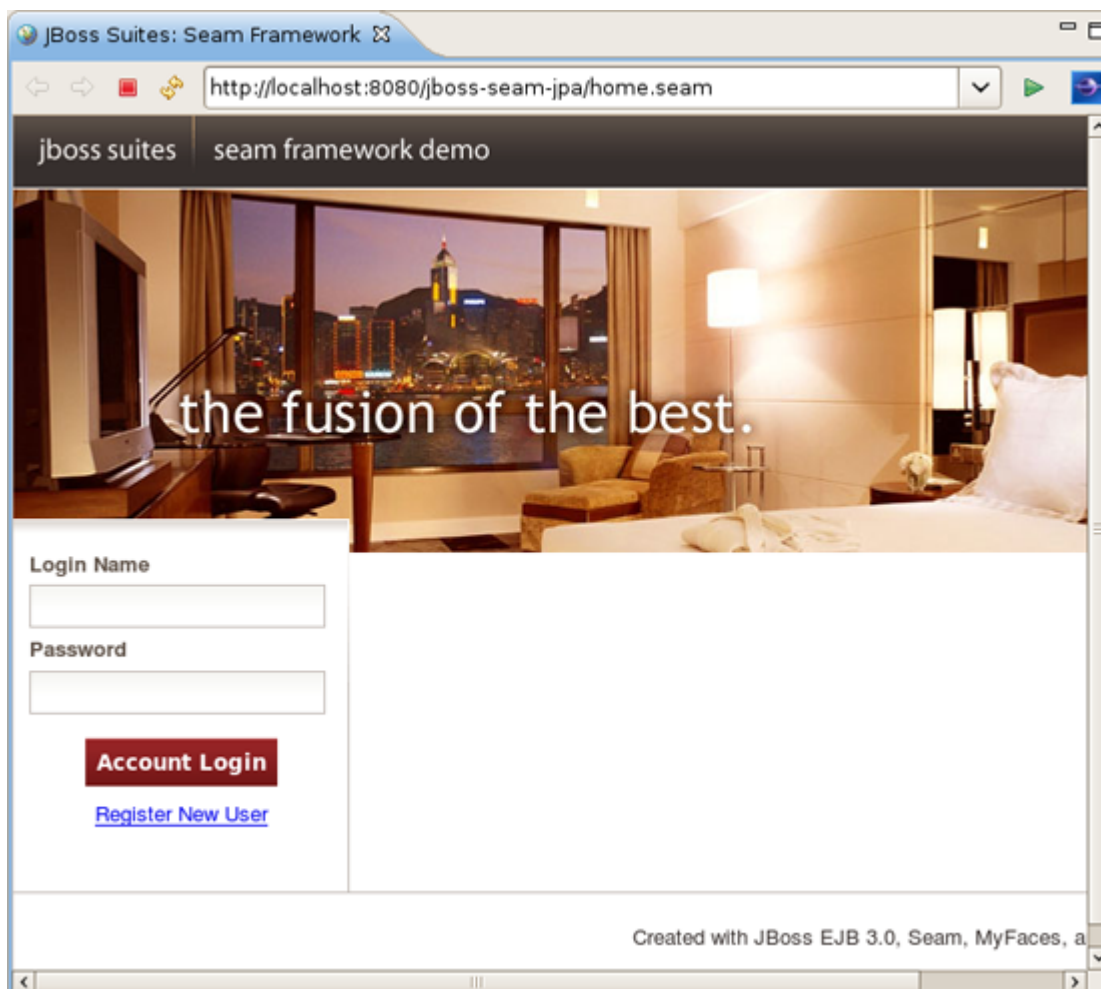 JBoss Suites: Seam Framework
http://localhost:8080/jboss-seam-jpa/home.seam
jboss suites seam framework demo
the fusion of the best.
Login Name
Password
Account Login
Register New User
Created with JBoss EJB 3.0, Seam, MyFaces, a